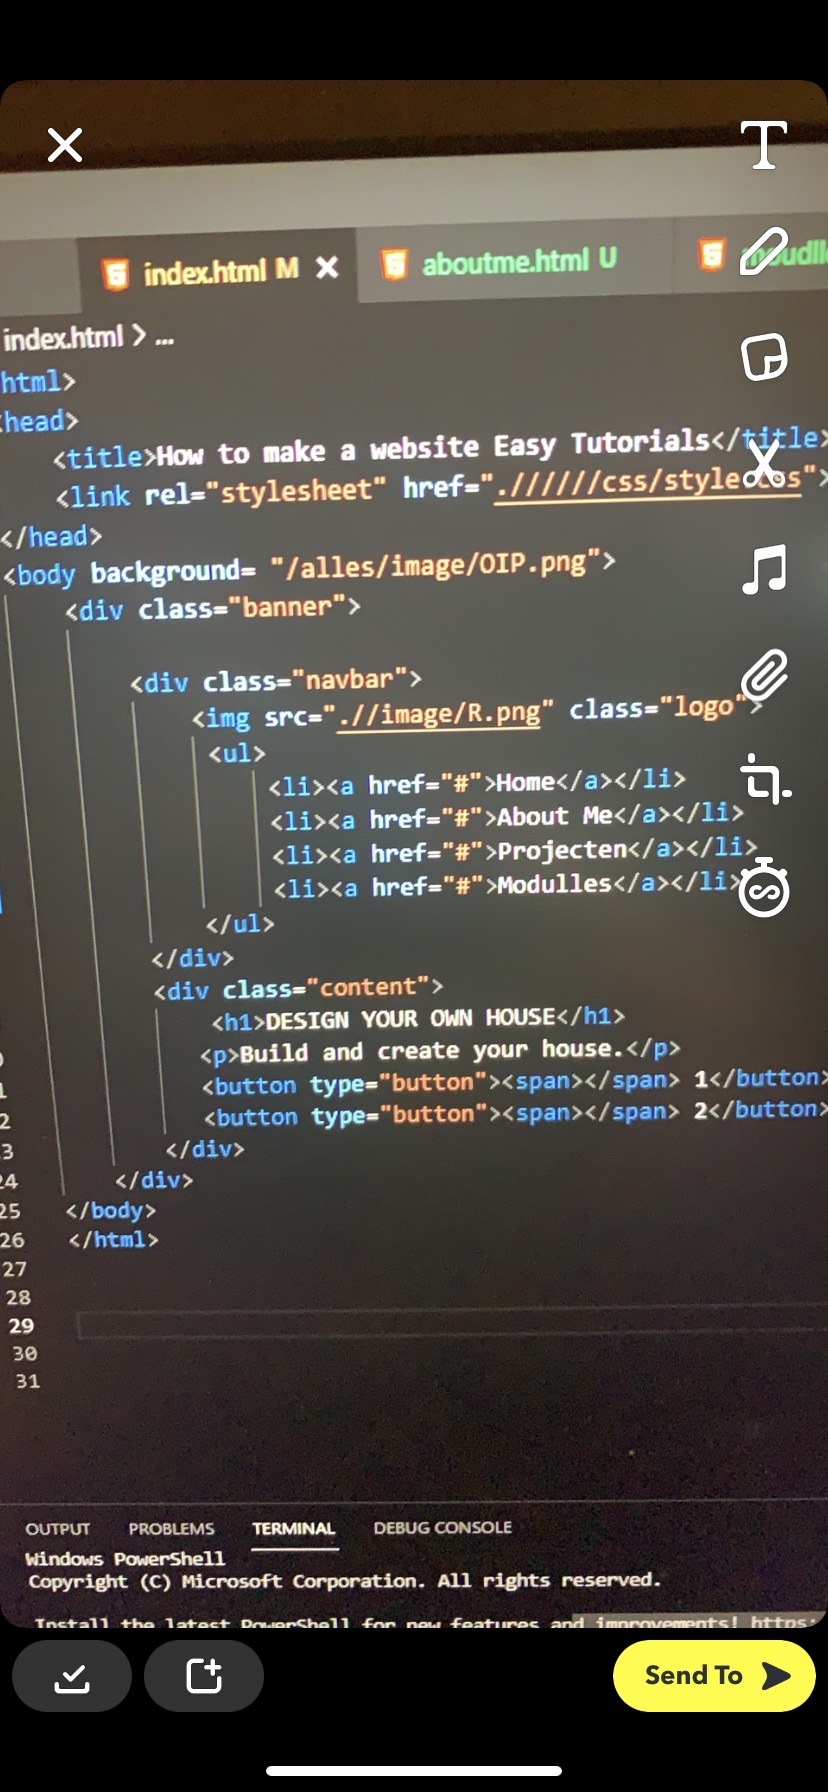 T
index.html M
aboutme.html U
index.html > ...
html>
head>
<title>How to make a website Easy Tutorials</title>
<link rel="stylesheet" href=".//////css/style
</head>
<body background= "/alles/image/OIP.png">
<div class="banner">
<div class="navbar">
<img src=".//image/R.png" class="logo">
<ul>
<li><a href="#">Home</a></li>
<li><a href="#">About Me</a></li>
<li><a href="#">Projecten</a></li>
<li><a href="#">Modulles</a></li>
</ul>
</div>
<div class="content">
<h1>DESIGN YOUR OWN HOUSE</h1>
<p>Build and create your house.</p>
<button type="button"><span></span> 1</button>
<button type="button"><span></span> 2</button>
3 </div>
24 </div>
25 </body>
26 </html>
27
28
29
30
31
OUTPUT PROBLEMS TERMINAL DEBUG CONSOLE
Windows PowerShell
Copyright (C) Microsoft Corporation. All rights reserved.
Install the latest PowerShell for new features and improvements! https:
Send To